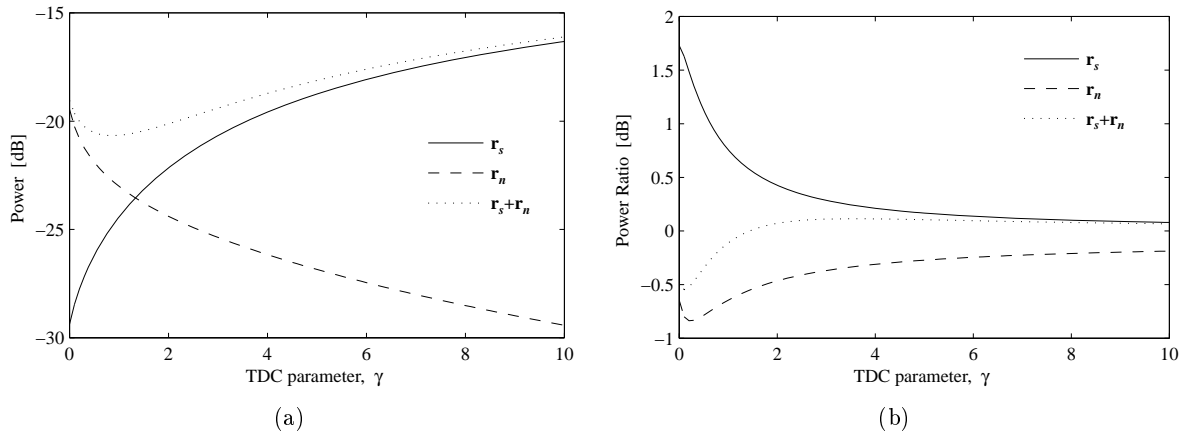 −15
−20
−25
−30
Power [dB]
r_s
r_n
r_s+r_n
0 2 4 6 8 10
TDC parameter, γ
(a)
2
1.5
1
0.5
0
−0.5
−1
Power Ratio [dB]
r_s
r_n
r_s+r_n
0 2 4 6 8 10
TDC parameter, γ
(b)